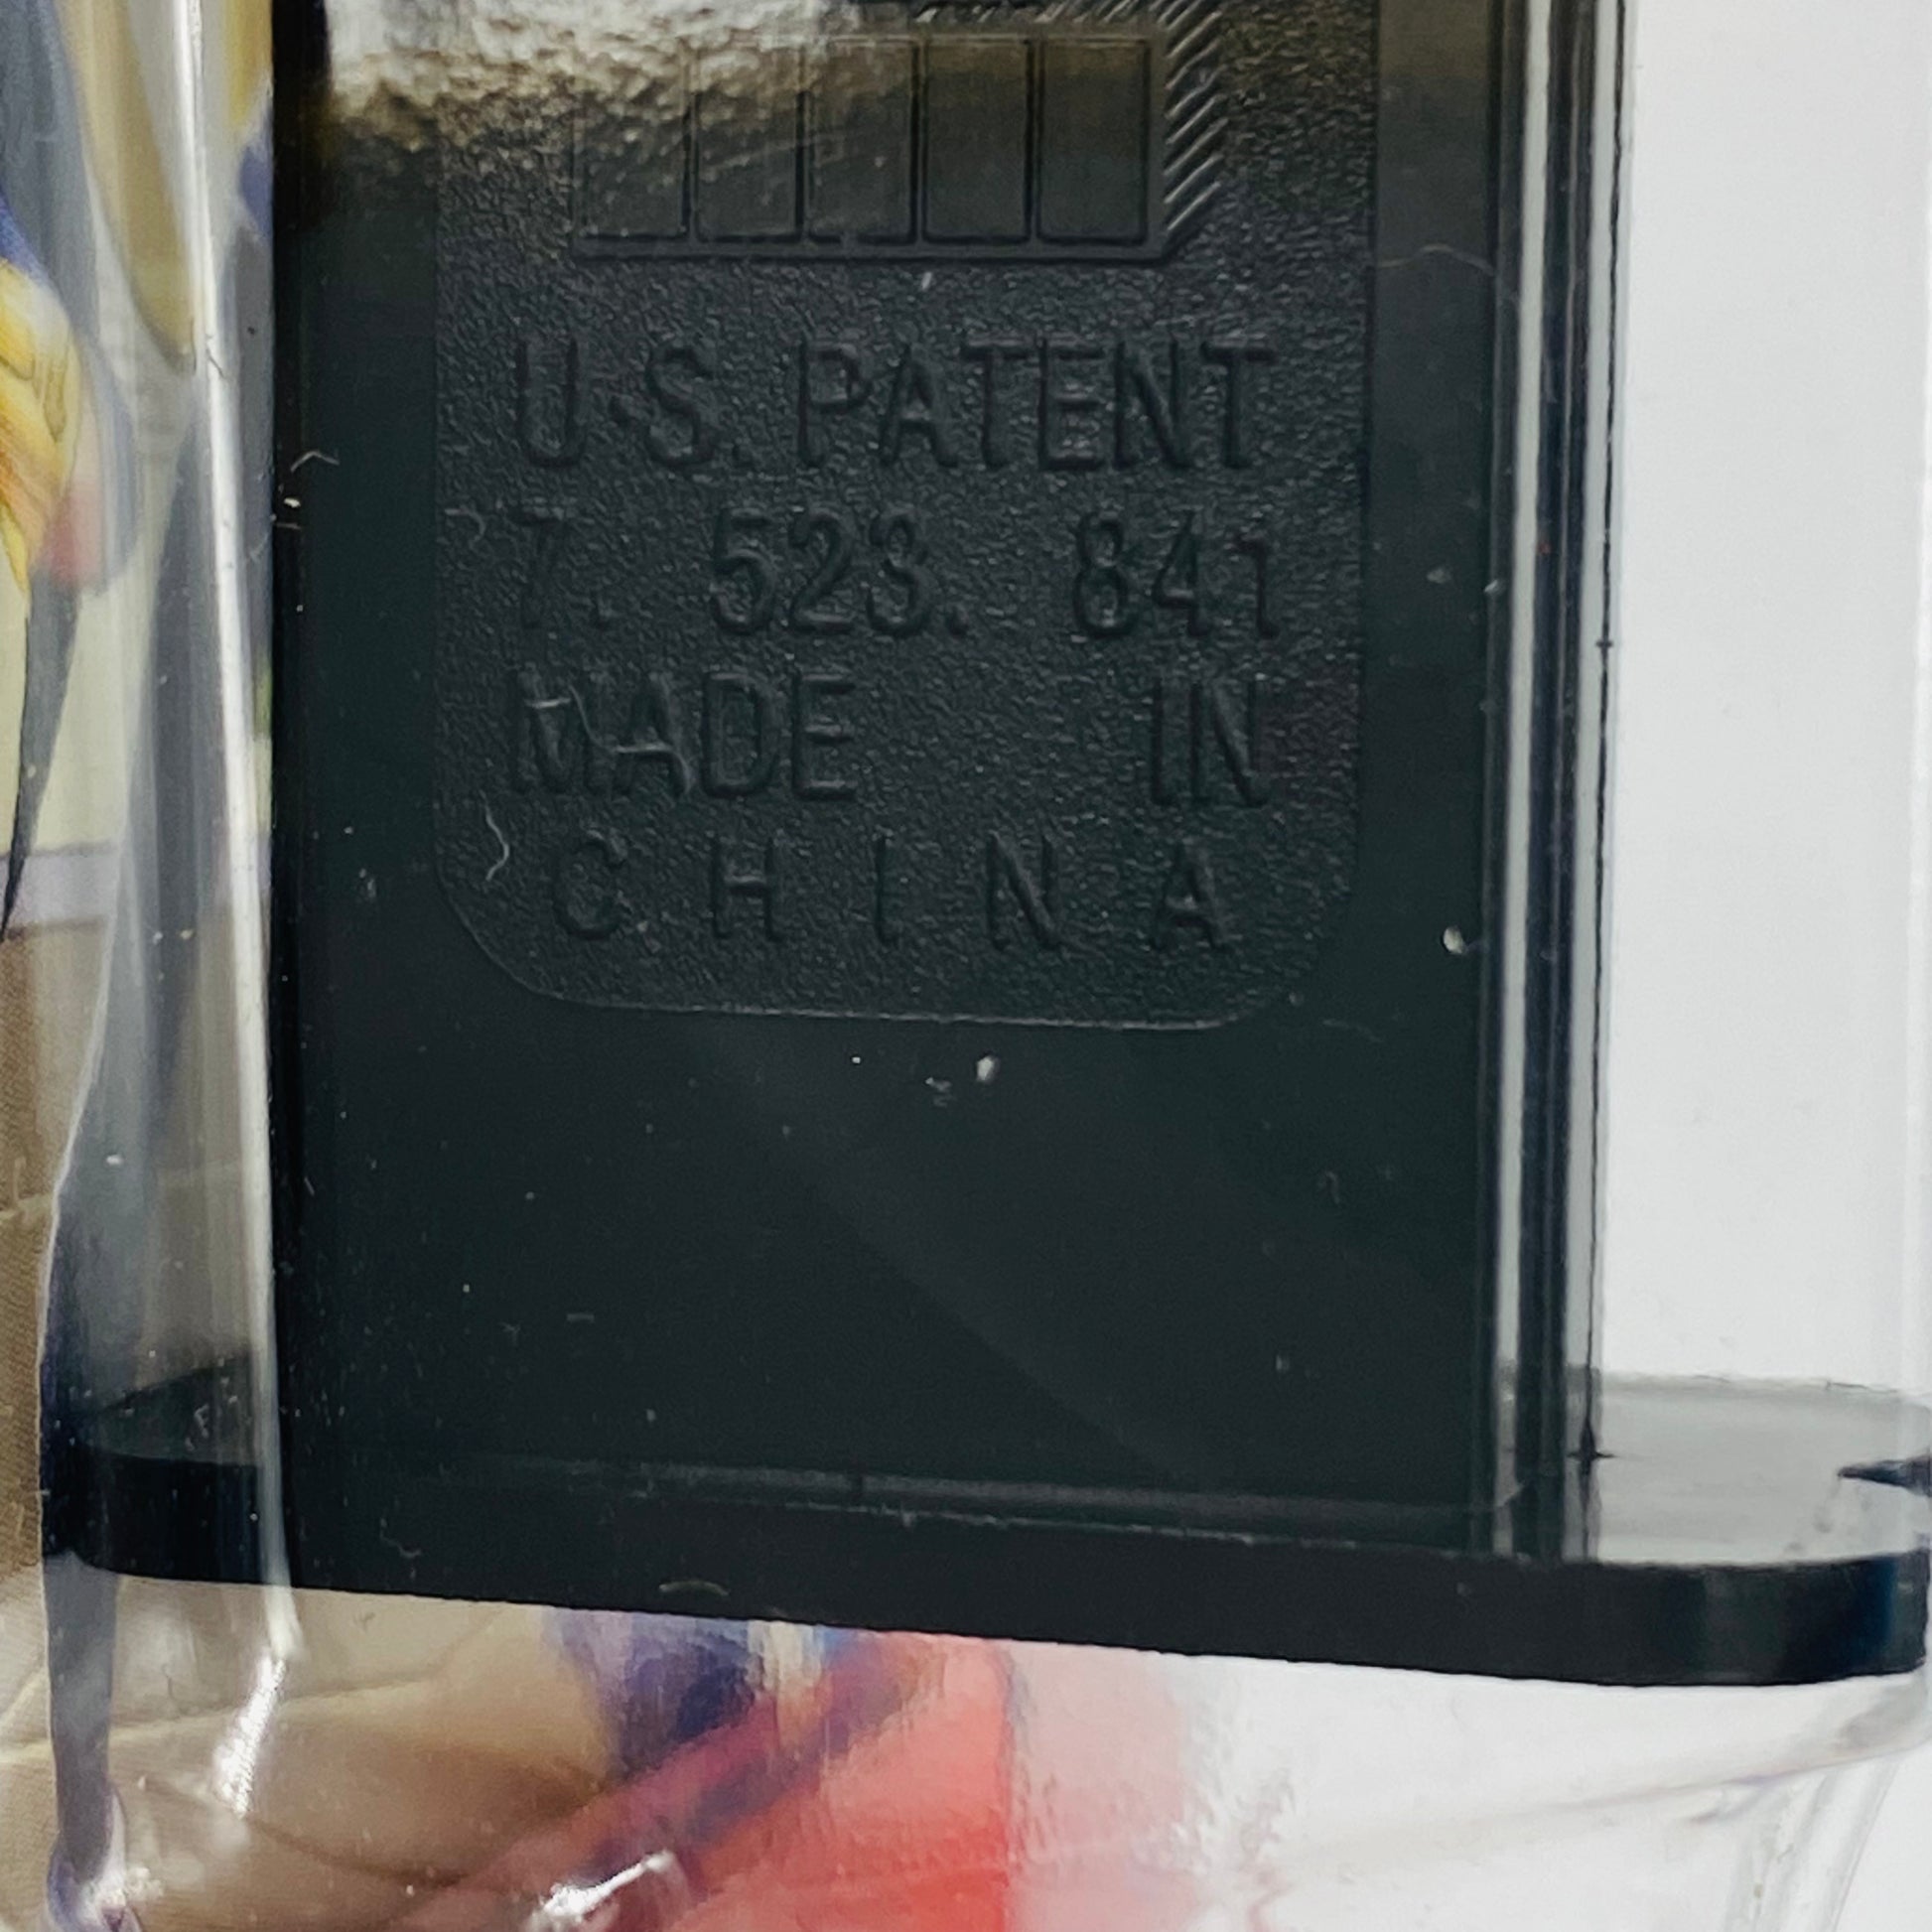 U.S. PATENT
7. 523. 841
MADE IN
CHINA